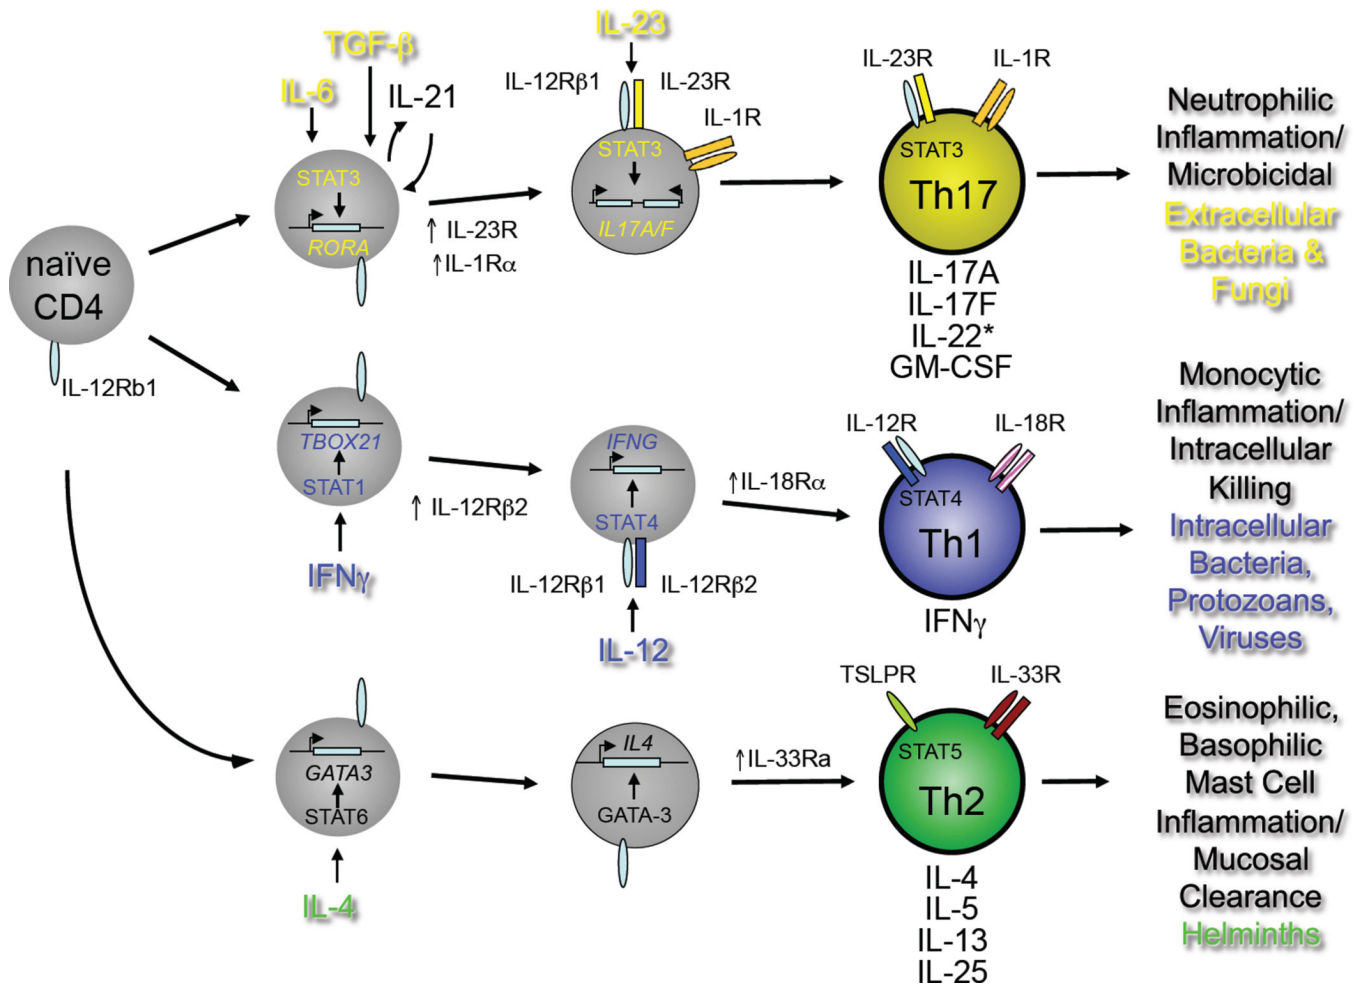 naïve
CD4
IL-12Rb1
TGF-β
IL-6
IL-21
STAT3
RORA
↑ IL-23R
↑IL-1Rα
IL-23
IL-12Rβ1
IL-23R
IL-1R
STAT3
IL17A/F
IL-23R
IL-1R
STAT3
Th17
IL-17A
IL-17F
IL-22*
GM-CSF
Neutrophilic
Inflammation/
Microbicidal
Extracellular
Bacteria &
Fungi
TBOX21
STAT1
IFNγ
↑ IL-12Rβ2
IFNG
STAT4
IL-12Rβ1
IL-12Rβ2
IL-12
↑IL-18Rα
IL-12R
IL-18R
STAT4
Th1
IFNγ
Monocytic
Inflammation/
Intracellular
Killing
Intracellular
Bacteria,
Protozoans,
Viruses
GATA3
STAT6
IL-4
IL4
GATA-3
↑IL-33Ra
TSLPR
IL-33R
STAT5
Th2
IL-4
IL-5
IL-13
IL-25
Eosinophilic,
Basophilic
Mast Cell
Inflammation/
Mucosal
Clearance
Helminths